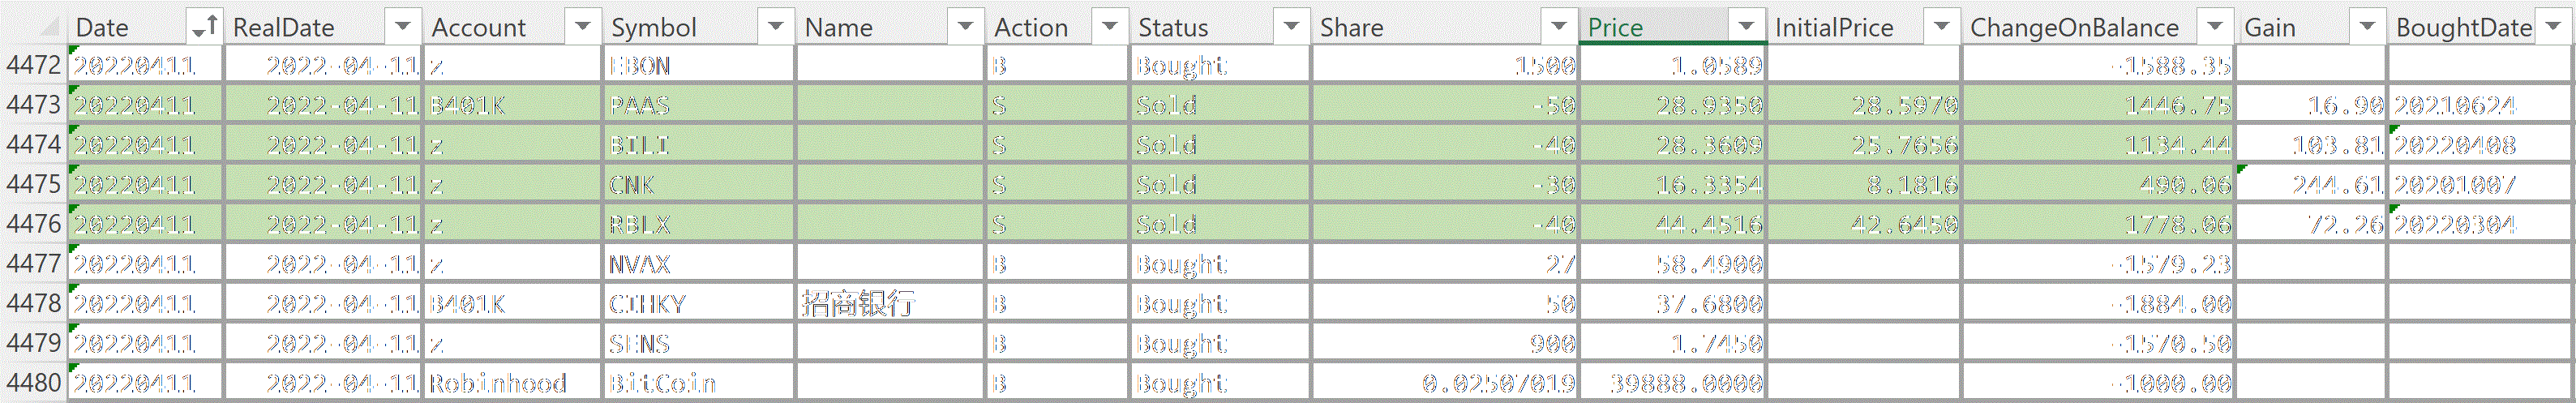 Date RealDate Account Symbol Name Action Status Share Price InitialPrice ChangeOnBalance Gain BoughtDate
4472 20220411 2022-04-11 z EBON B Bought 1500 1.0589 -1588.35
4473 20220411 2022-04-11 B401K PAAS S Sold -50 28.9350 28.5970 1446.75 16.90 20210624
4474 20220411 2022-04-11 z BILI S Sold -40 28.3609 25.7656 1134.44 103.81 20220408
4475 20220411 2022-04-11 z CNK S Sold -30 16.3354 8.1816 490.06 244.61 20201007
4476 20220411 2022-04-11 z RBLX S Sold -40 44.4516 42.6450 1778.06 72.26 20220304
4477 20220411 2022-04-11 z NVAX B Bought 27 58.4900 -1579.23
4478 20220411 2022-04-11 B401K CIHKY 招商银行 B Bought 50 37.6800 -1884.00
4479 20220411 2022-04-11 z SENS B Bought 900 1.7450 -1570.50
4480 20220411 2022-04-11 Robinhood BitCoin B Bought 0.02507019 39888.0000 -1000.00